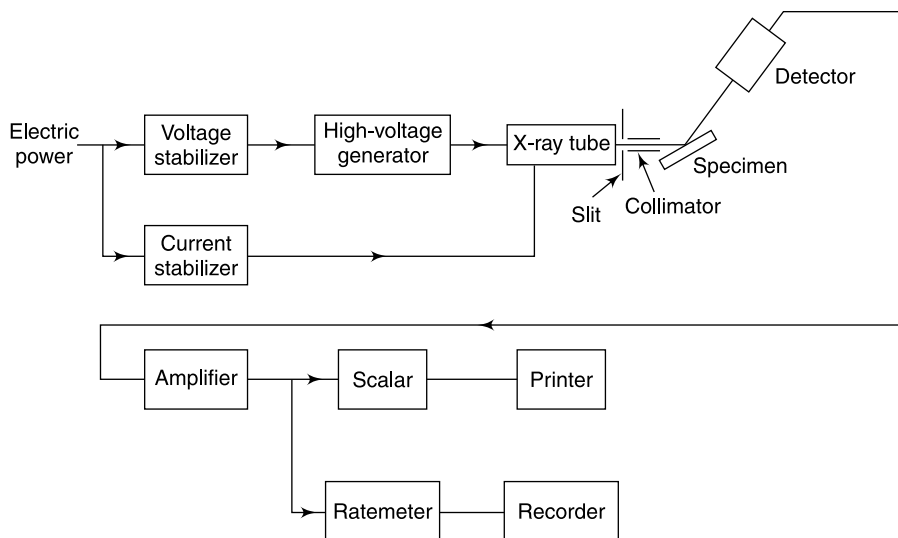 Detector
Electric
power
Voltage
stabilizer
High-voltage
generator
X-ray tube
Specimen
Slit
Collimator
Current
stabilizer
Amplifier
Scalar
Printer
Ratemeter
Recorder